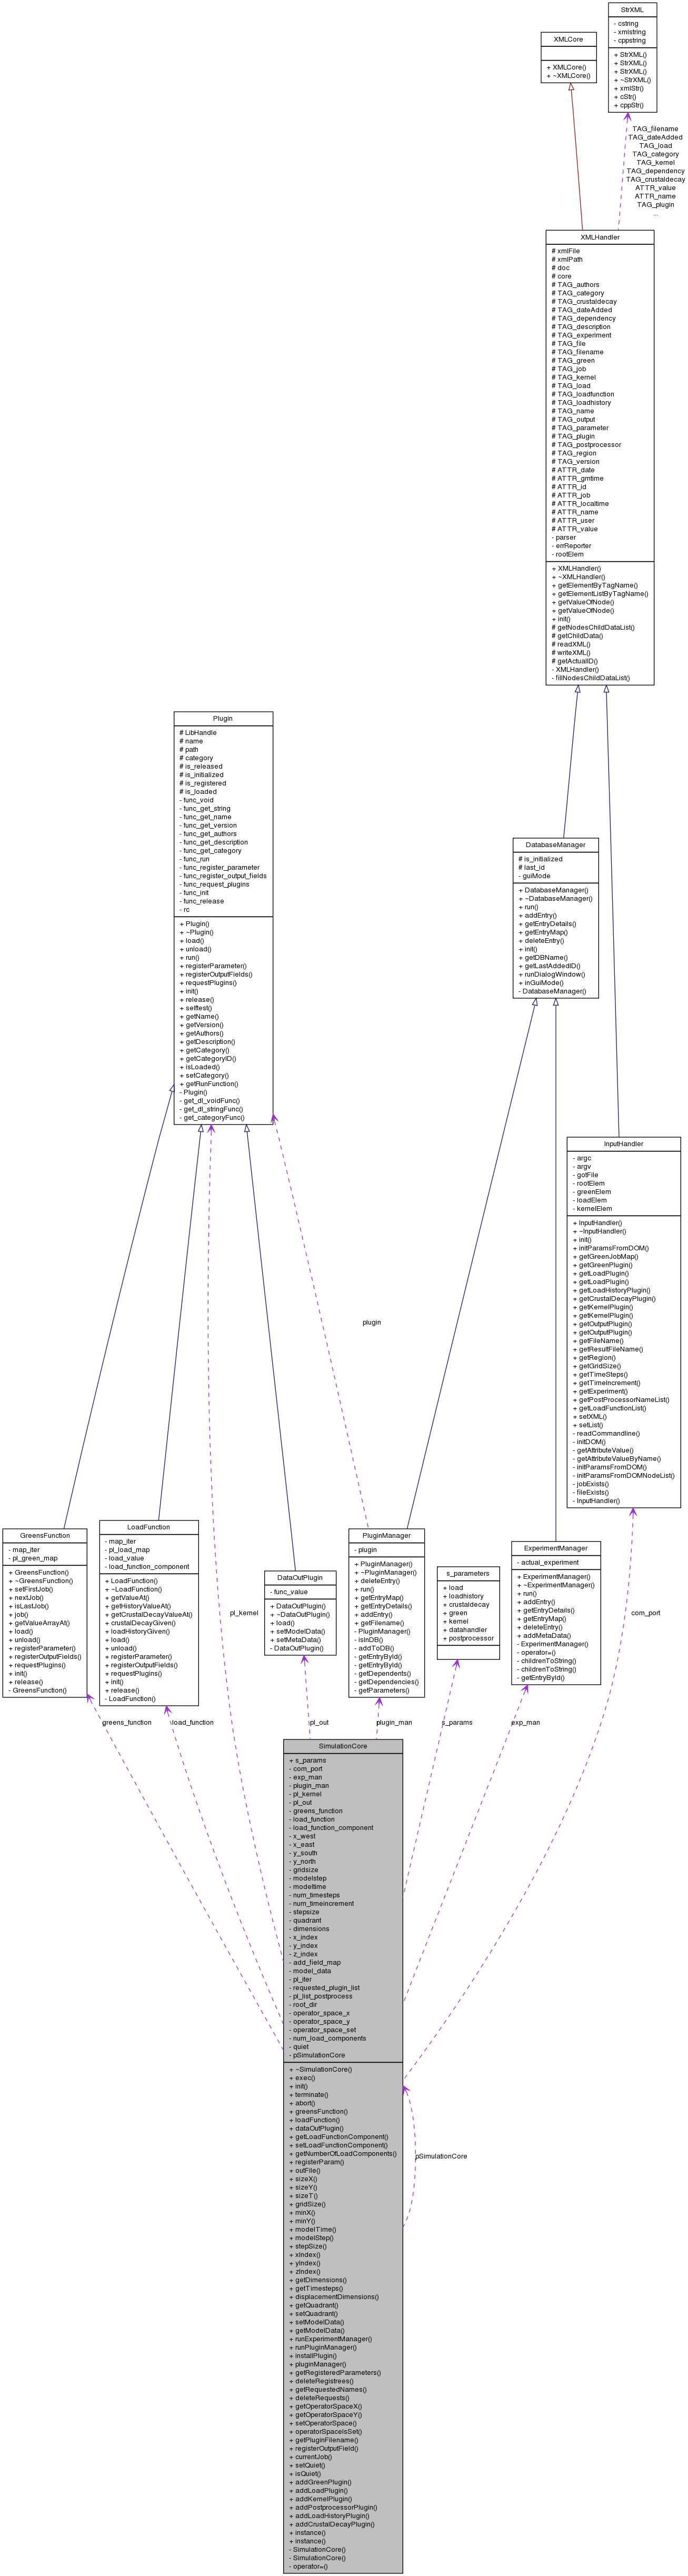 StrXML
- cstring
- xmlstring
- cppstring
+ StrXML()
+ StrXML()
+ StrXML()
+ ~StrXML()
+ xmlStr()
+ cStr()
+ cppStr()
XMLCore
+ XMLCore()
+ ~XMLCore()
TAG_filename
TAG_dateAdded
TAG_load
TAG_category
TAG_kernel
TAG_dependency
TAG_crustaldecay
ATTR_value
ATTR_name
TAG_plugin
...
XMLHandler
# xmlFile
# xmlPath
# doc
# core
# TAG_authors
# TAG_category
# TAG_crustaldecay
# TAG_dateAdded
# TAG_dependency
# TAG_description
# TAG_experiment
# TAG_file
# TAG_filename
# TAG_green
# TAG_job
# TAG_kernel
# TAG_load
# TAG_loadfunction
# TAG_loadhistory
# TAG_name
# TAG_output
# TAG_parameter
# TAG_plugin
# TAG_postprocessor
# TAG_region
# TAG_version
# ATTR_date
# ATTR_gmtime
# ATTR_id
# ATTR_job
# ATTR_localtime
# ATTR_name
# ATTR_user
# ATTR_value
- parser
- errReporter
- rootElem
+ XMLHandler()
+ ~XMLHandler()
+ getElementByTagName()
+ getElementListByTagName()
+ getValueOfNode()
+ getValueOfNode()
+ init()
# getNodesChildDataList()
# getChildData()
# readXML()
# writeXML()
# getActualID()
- XMLHandler()
- fillNodesChildDataList()
Plugin
# LibHandle
# name
# path
# category
# is_released
# is_initialized
# is_registered
# is_loaded
- func_void
- func_get_string
- func_get_name
- func_get_version
- func_get_authors
- func_get_description
- func_get_category
- func_run
- func_register_parameter
- func_register_output_fields
- func_request_plugins
- func_init
- func_release
- rc
+ Plugin()
+ ~Plugin()
+ load()
+ unload()
+ run()
+ registerParameter()
+ registerOutputFields()
+ requestPlugins()
+ init()
+ release()
+ selftest()
+ getName()
+ getVersion()
+ getAuthors()
+ getDescription()
+ getCategory()
+ getCategoryID()
+ isLoaded()
+ setCategory()
+ getRunFunction()
- Plugin()
- get_dl_voidFunc()
- get_dl_stringFunc()
- get_categoryFunc()
DatabaseManager
# is_initialized
# last_id
- guiMode
+ DatabaseManager()
+ ~DatabaseManager()
+ run()
+ addEntry()
+ getEntryDetails()
+ getEntryMap()
+ deleteEntry()
+ init()
+ getDBName()
+ getLastAddedID()
+ runDialogWindow()
+ inGuiMode()
- DatabaseManager()
InputHandler
- argc
- argv
- gotFile
- rootElem
- greenElem
- loadElem
- kernelElem
+ InputHandler()
+ ~InputHandler()
+ init()
+ initParamsFromDOM()
+ getGreenJobMap()
+ getGreenPlugin()
+ getLoadPlugin()
+ getLoadPlugin()
+ getLoadHistoryPlugin()
+ getCrustalDecayPlugin()
+ getKernelPlugin()
+ getKernelPlugin()
+ getOutputPlugin()
+ getOutputPlugin()
+ getFileName()
+ getResultFileName()
+ getRegion()
+ getGridSize()
+ getTimeSteps()
+ getTimeIncrement()
+ getExperiment()
+ getPostProcessorNameList()
+ getLoadFunctionList()
+ setXML()
+ setList()
- readCommandline()
- initDOM()
- getAttributeValue()
- getAttributeValueByName()
- initParamsFromDOM()
- initParamsFromDOMNodeList()
- jobExists()
- fileExists()
- InputHandler()
plugin
GreensFunction
- map_iter
- pl_green_map
+ GreensFunction()
+ ~GreensFunction()
+ setFirstJob()
+ nextJob()
+ isLastJob()
+ job()
+ getValueArrayAt()
+ load()
+ unload()
+ registerParameter()
+ registerOutputFields()
+ requestPlugins()
+ init()
+ release()
- GreensFunction()
LoadFunction
- map_iter
- pl_load_map
- load_value
- load_function_component
+ LoadFunction()
+ ~LoadFunction()
+ getValueAt()
+ getHistoryValueAt()
+ getCrustalDecayValueAt()
+ crustalDecayGiven()
+ loadHistoryGiven()
+ load()
+ unload()
+ registerParameter()
+ registerOutputFields()
+ requestPlugins()
+ init()
+ release()
- LoadFunction()
DataOutPlugin
- func_value
+ DataOutPlugin()
+ ~DataOutPlugin()
+ load()
+ setModelData()
+ setMetaData()
- DataOutPlugin()
PluginManager
- plugin
+ PluginManager()
+ ~PluginManager()
+ deleteEntry()
+ run()
+ getEntryMap()
+ getEntryDetails()
+ addEntry()
+ getFilename()
- PluginManager()
- isInDB()
- addToDB()
- getEntryById()
- getEntryById()
- getDependents()
- getDependencies()
- getParameters()
s_parameters
+ load
+ loadhistory
+ crustaldecay
+ green
+ kernel
+ datahandler
+ postprocessor
ExperimentManager
- actual_experiment
+ ExperimentManager()
+ ~ExperimentManager()
+ run()
+ addEntry()
+ getEntryDetails()
+ getEntryMap()
+ deleteEntry()
+ addMetaData()
- ExperimentManager()
- operator=()
- childrenToString()
- childrenToString()
- getEntryById()
pl_kernel
com_port
greens_function
load_function
pl_out
plugin_man
s_params
exp_man
SimulationCore
+ s_params
- com_port
- exp_man
- plugin_man
- pl_kernel
- pl_out
- greens_function
- load_function
- load_function_component
- x_west
- x_east
- y_south
- y_north
- gridsize
- modelstep
- modeltime
- num_timesteps
- num_timeincrement
- stepsize
- quadrant
- dimensions
- x_index
- y_index
- z_index
- add_field_map
- model_data
- pl_iter
- requested_plugin_list
- pl_list_postprocess
- root_dir
- operator_space_x
- operator_space_y
- operator_space_set
- num_load_components
- quiet
- pSimulationCore
+ ~SimulationCore()
+ exec()
+ init()
+ terminate()
+ abort()
+ greensFunction()
+ loadFunction()
+ dataOutPlugin()
+ getLoadFunctionComponent()
+ setLoadFunctionComponent()
+ getNumberOfLoadComponents()
+ registerParam()
+ outFile()
+ sizeX()
+ sizeY()
+ sizeT()
+ gridSize()
+ minX()
+ minY()
+ modelTime()
+ modelStep()
+ stepSize()
+ xIndex()
+ yIndex()
+ zIndex()
+ getDimensions()
+ getTimesteps()
+ displacementDimensions()
+ getQuadrant()
+ setQuadrant()
+ setModelData()
+ getModelData()
+ runExperimentManager()
+ runPluginManager()
+ installPlugin()
+ pluginManager()
+ getRegisteredParameters()
+ deleteRegistrees()
+ getRequestedNames()
+ deleteRequests()
+ getOperatorSpaceX()
+ getOperatorSpaceY()
+ setOperatorSpace()
+ operatorSpaceIsSet()
+ getPluginFilename()
+ registerOutputField()
+ currentJob()
+ setQuiet()
+ isQuiet()
+ addGreenPlugin()
+ addLoadPlugin()
+ addKernelPlugin()
+ addPostprocessorPlugin()
+ addLoadHistoryPlugin()
+ addCrustalDecayPlugin()
+ instance()
+ instance()
- SimulationCore()
- SimulationCore()
- operator=()
pSimulationCore